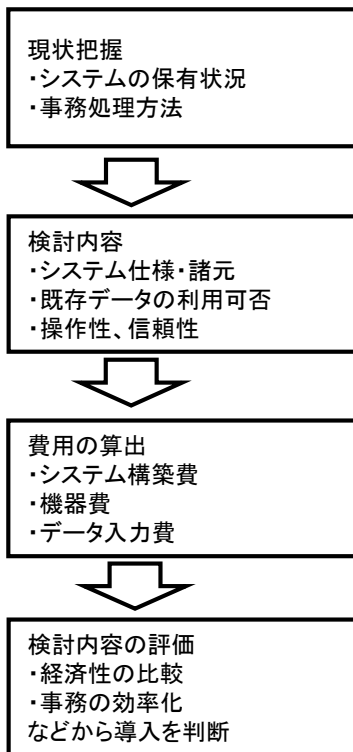 現状把握
・システムの保有状況
・事務処理方法
検討内容
・システム仕様・諸元
・既存データの利用可否
・操作性、信頼性
費用の算出
・システム構築費
・機器費
・データ入力費
検討内容の評価
・経済性の比較
・事務の効率化
などから導入を判断